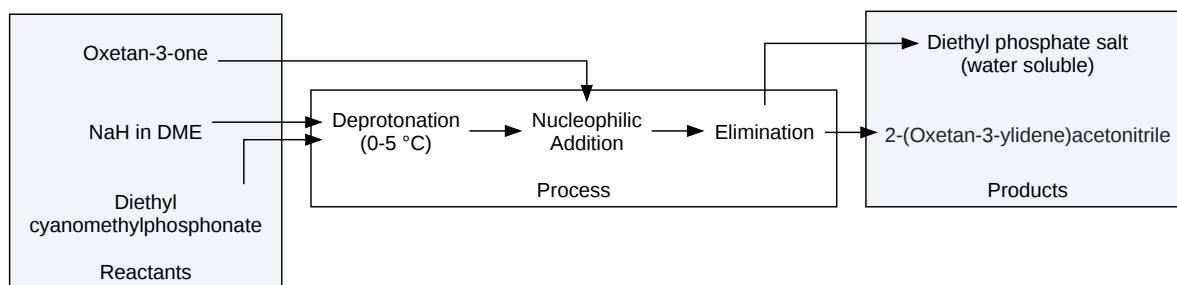 Oxetan-3-one
NaH in DME
Diethyl
cyanomethylphosphonate
Reactants
Deprotonation
(0-5 °C)
Nucleophilic
Addition
Elimination
Process
Diethyl phosphate salt
(water soluble)
2-(Oxetan-3-ylidene)acetonitrile
Products